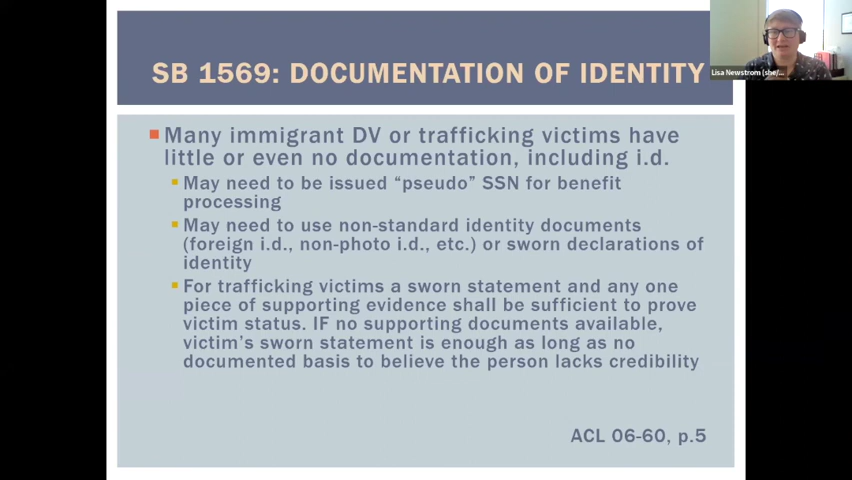 SB 1569: DOCUMENTATION OF IDENTITY
Lisa Newstrom (she/...
Many immigrant DV or trafficking victims have
little or even no documentation, including i.d.
May need to be issued “pseudo” SSN for benefit
processing
May need to use non-standard identity documents
(foreign i.d., non-photo i.d., etc.) or sworn declarations of
identity
For trafficking victims a sworn statement and any one
piece of supporting evidence shall be sufficient to prove
victim status. IF no supporting documents available,
victim’s sworn statement is enough as long as no
documented basis to believe the person lacks credibility
ACL 06-60, p.5